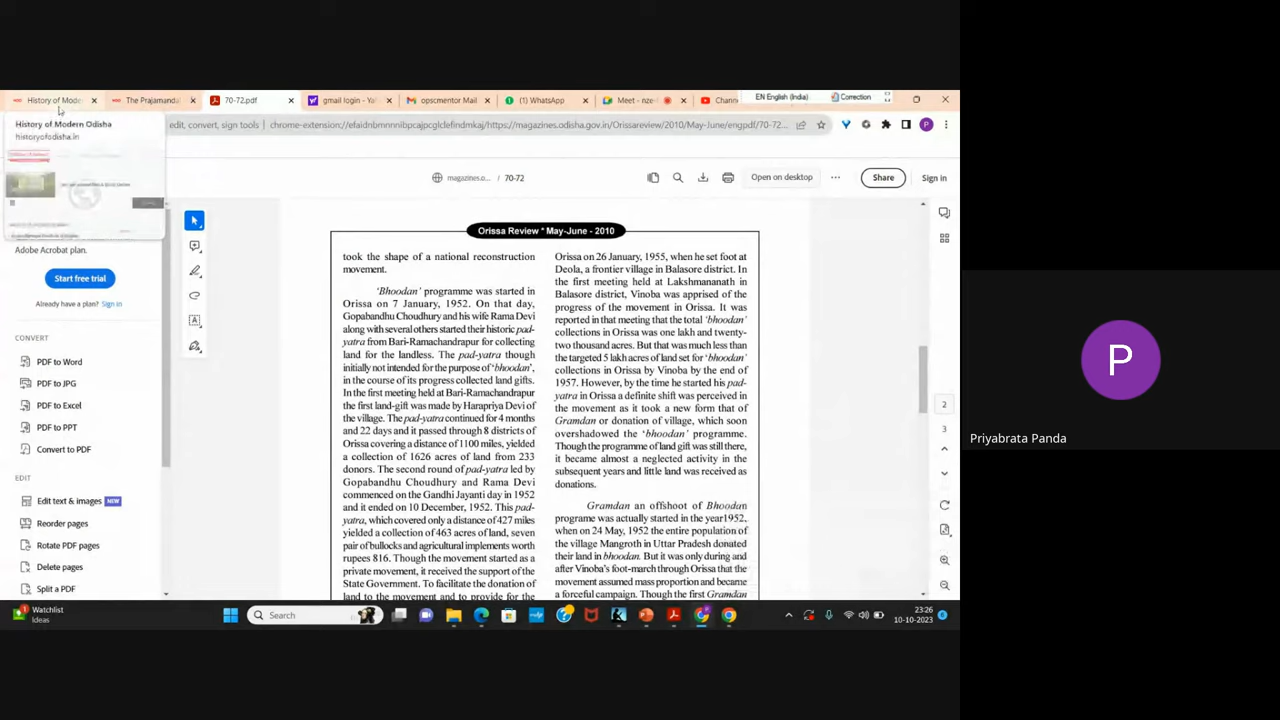 History of Mode
The Prajamanda
70-72.pdf
gmail login - Ya
opscmentor Mail
(1) WhatsApp
Meet - nze-
Chann
EN English (India)
Correction
History of Modern Odisha
historyofodisha.in
edit, convert, sign tools
chrome-extension://efaidnbmnnnibpcajpcglclefindmkaj/https://magazines.odisha.gov.in/Orissareview/2010/May-June/engpdf/70-72...
P
magazines.o... / 70-72
Open on desktop
Share
Sign in
Adobe Acrobat plan.
Start free trial
Already have a plan? Sign in
CONVERT
PDF to Word
PDF to JPG
PDF to Excel
PDF to PPT
Convert to PDF
EDIT
Edit text & images NEW
Reorder pages
Rotate PDF pages
Delete pages
Split a PDF
Orissa Review * May-June - 2010
took the shape of a national reconstruction
movement.
'Bhoodan' programme was started in
Orissa on 7 January, 1952. On that day,
Gopabandhu Choudhury and his wife Rama Devi
along with several others started their historic pad-
yatra from Bari-Ramachandrapur for collecting
land for the landless. The pad-yatra though
initially not intended for the purpose of 'bhoodan',
in the course of its progress collected land gifts.
In the first meeting held at Bari-Ramachandrapur
the first land-gift was made by Harapriya Devi of
the village. The pad-yatra continued for 4 months
and 22 days and it passed through 8 districts of
Orissa covering a distance of 1100 miles, yielded
a collection of 1626 acres of land from 233
donors. The second round of pad-yatra led by
Gopabandhu Choudhury and Rama Devi
commenced on the Gandhi Jayanti day in 1952
and it ended on 10 December, 1952. This pad-
yatra, which covered only a distance of 427 miles
yielded a collection of 463 acres of land, seven
pair of bullocks and agricultural implements worth
rupees 816. Though the movement started as a
private movement, it received the support of the
State Government. To facilitate the donation of
land to the movement and to provide for the
Orissa on 26 January, 1955, when he set foot at
Deola, a frontier village in Balasore district. In
the first meeting held at Lakshmananath in
Balasore district, Vinoba was apprised of the
progress of the movement in Orissa. It was
reported in that meeting that the total 'bhoodan'
collections in Orissa was one lakh and twenty-
two thousand acres. But that was much less than
the targeted 5 lakh acres of land set for 'bhoodan'
collections in Orissa by Vinoba by the end of
1957. However, by the time he started his pad-
yatra in Orissa a definite shift was perceived in
the movement as it took a new form that of
Gramdan or donation of village, which soon
overshadowed the 'bhoodan' programme.
Though the programme of land gift was still there,
it became almost a neglected activity in the
subsequent years and little land was received as
donations.
Gramdan an offshoot of Bhoodan
programme was actually started in the year1952,
when on 24 May, 1952 the entire population of
the village Mangroth in Uttar Pradesh donated
their land in bhoodan. But it was only during and
after Vinoba's foot-march through Orissa that the
movement assumed mass proportion and became
a forceful campaign. Though the first Gramdan
2
3
P
Priyabrata Panda
Watchlist
Ideas
Search
23:26
10-10-2023